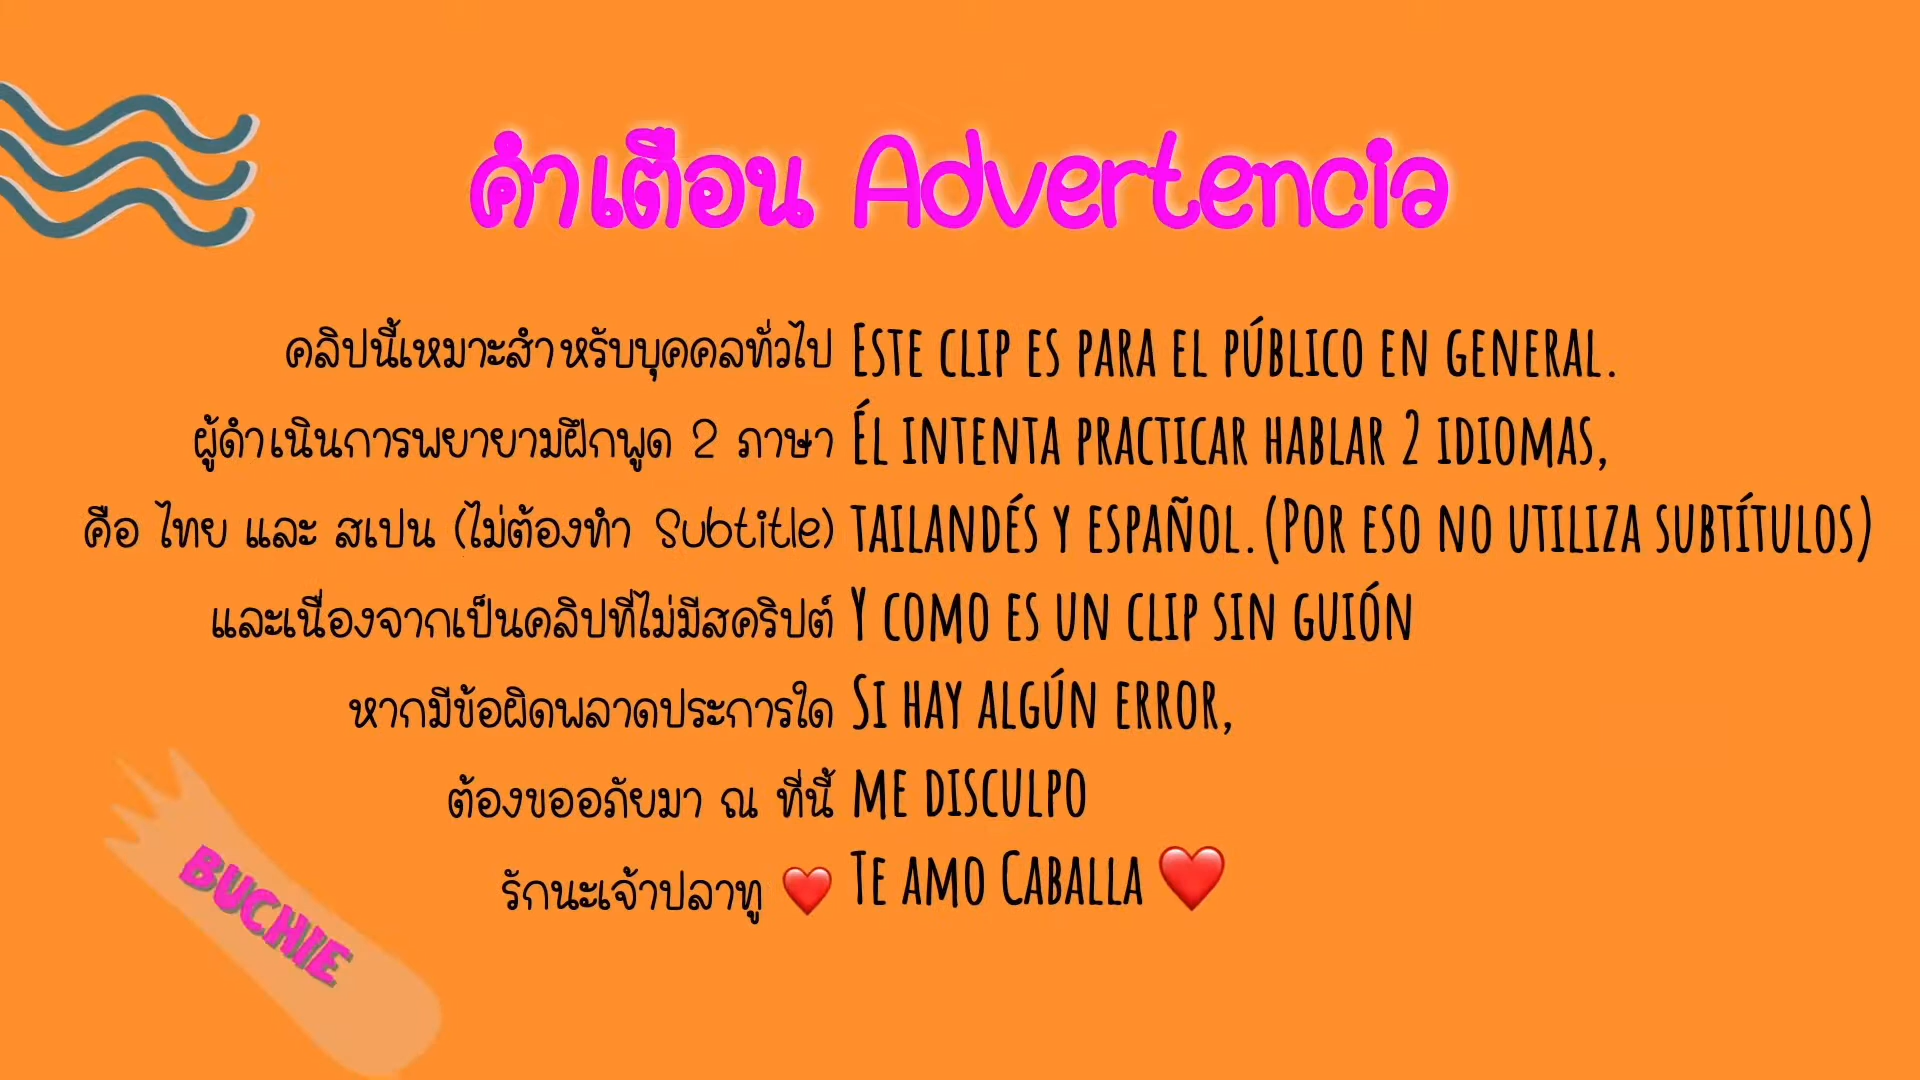 คำเตือน Advertencia
คลิปนี้เหมาะสำหรับบุคคลทั่วไป Este clip es para el público en general.
ผู้ดำเนินการพยายามฝึกพูด 2 ภาษา Él intenta practicar hablar 2 idiomas,
คือ ไทย และ สเปน (ไม่ต้องทำ Subtitle) tailandés y español. (Por eso no utiliza subtítulos)
และเนื่องจากเป็นคลิปที่ไม่มีสคริปต์ Y como es un clip sin guión
หากมีข้อผิดพลาดประการใด Si hay algún error,
ต้องขออภัยมา ณ ที่นี้ me disculpo
รักนะเจ้าปลาทู ❤️ Te amo Caballa ❤️
BUCHIE